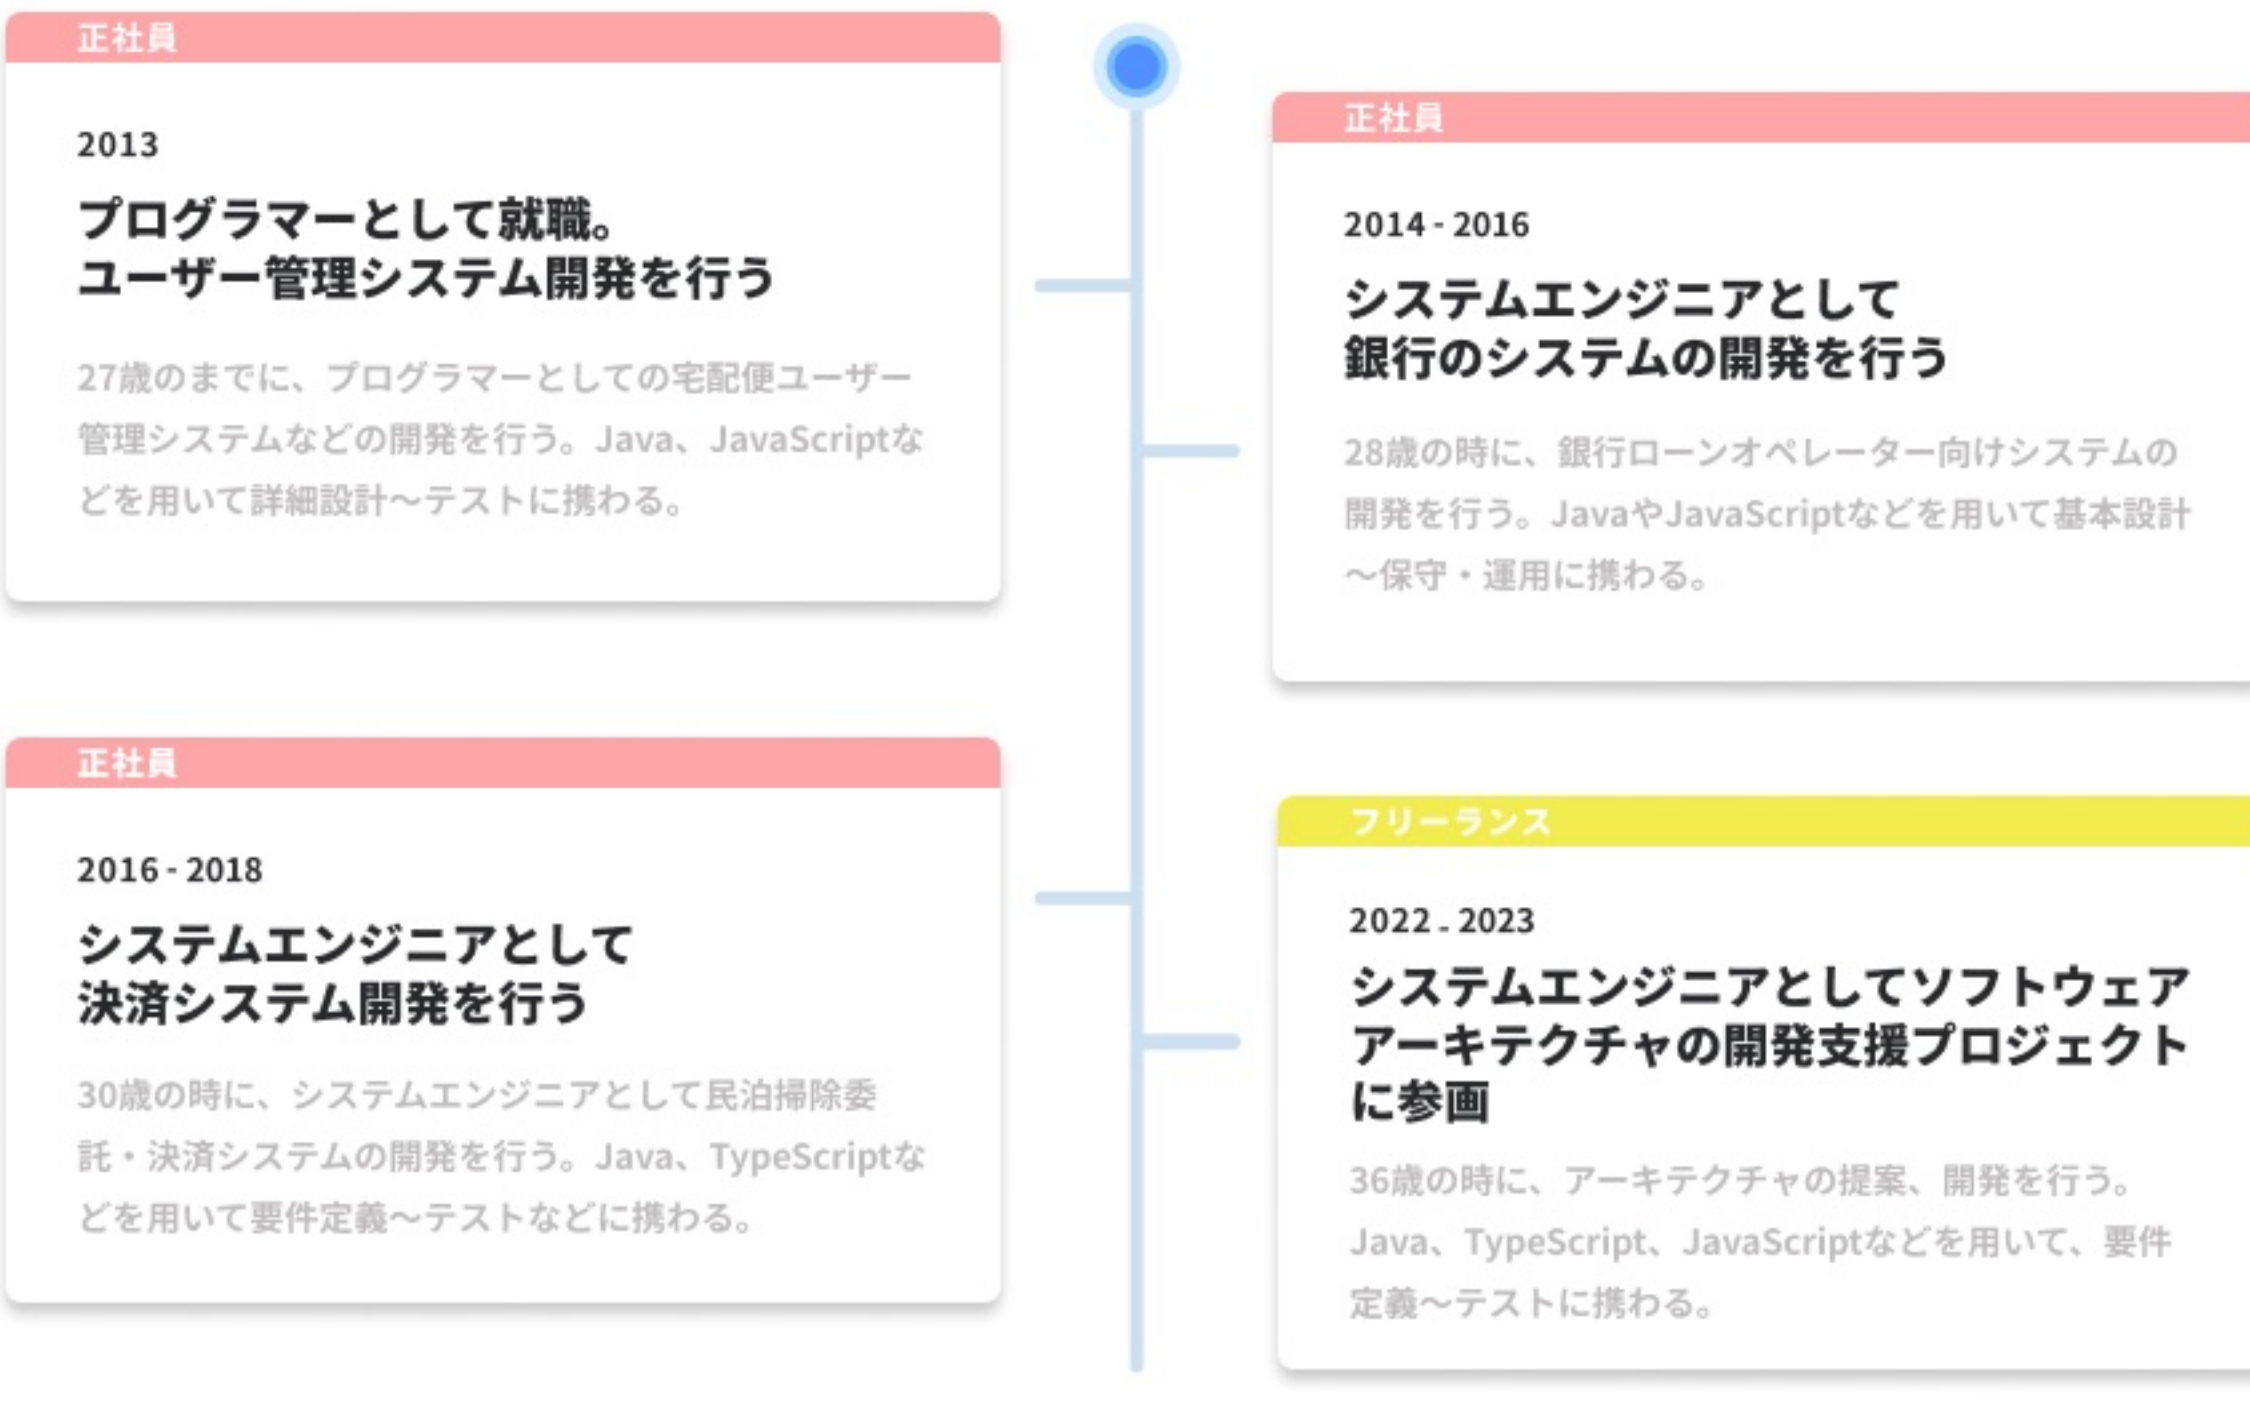 正社員
2013
プログラマーとして就職。
ユーザー管理システム開発を行う
27歳のまでに、プログラマーとしての宅配便ユーザー
管理システムなどの開発を行う。Java、JavaScriptな
どを用いて詳細設計〜テストに携わる。
正社員
2014 - 2016
システムエンジニアとして
銀行のシステムの開発を行う
28歳の時に、銀行ローンオペレーター向けシステムの
開発を行う。JavaやJavaScriptなどを用いて基本設計
〜保守・運用に携わる。
正社員
2016 - 2018
システムエンジニアとして
決済システム開発を行う
30歳の時に、システムエンジニアとして民泊掃除委
託・決済システムの開発を行う。Java、TypeScriptな
どを用いて要件定義〜テストなどに携わる。
フリーランス
2022 - 2023
システムエンジニアとしてソフトウェア
アーキテクチャの開発支援プロジェクト
に参画
36歳の時に、アーキテクチャの提案、開発を行う。
Java、TypeScript、JavaScriptなどを用いて、要件
定義〜テストに携わる。